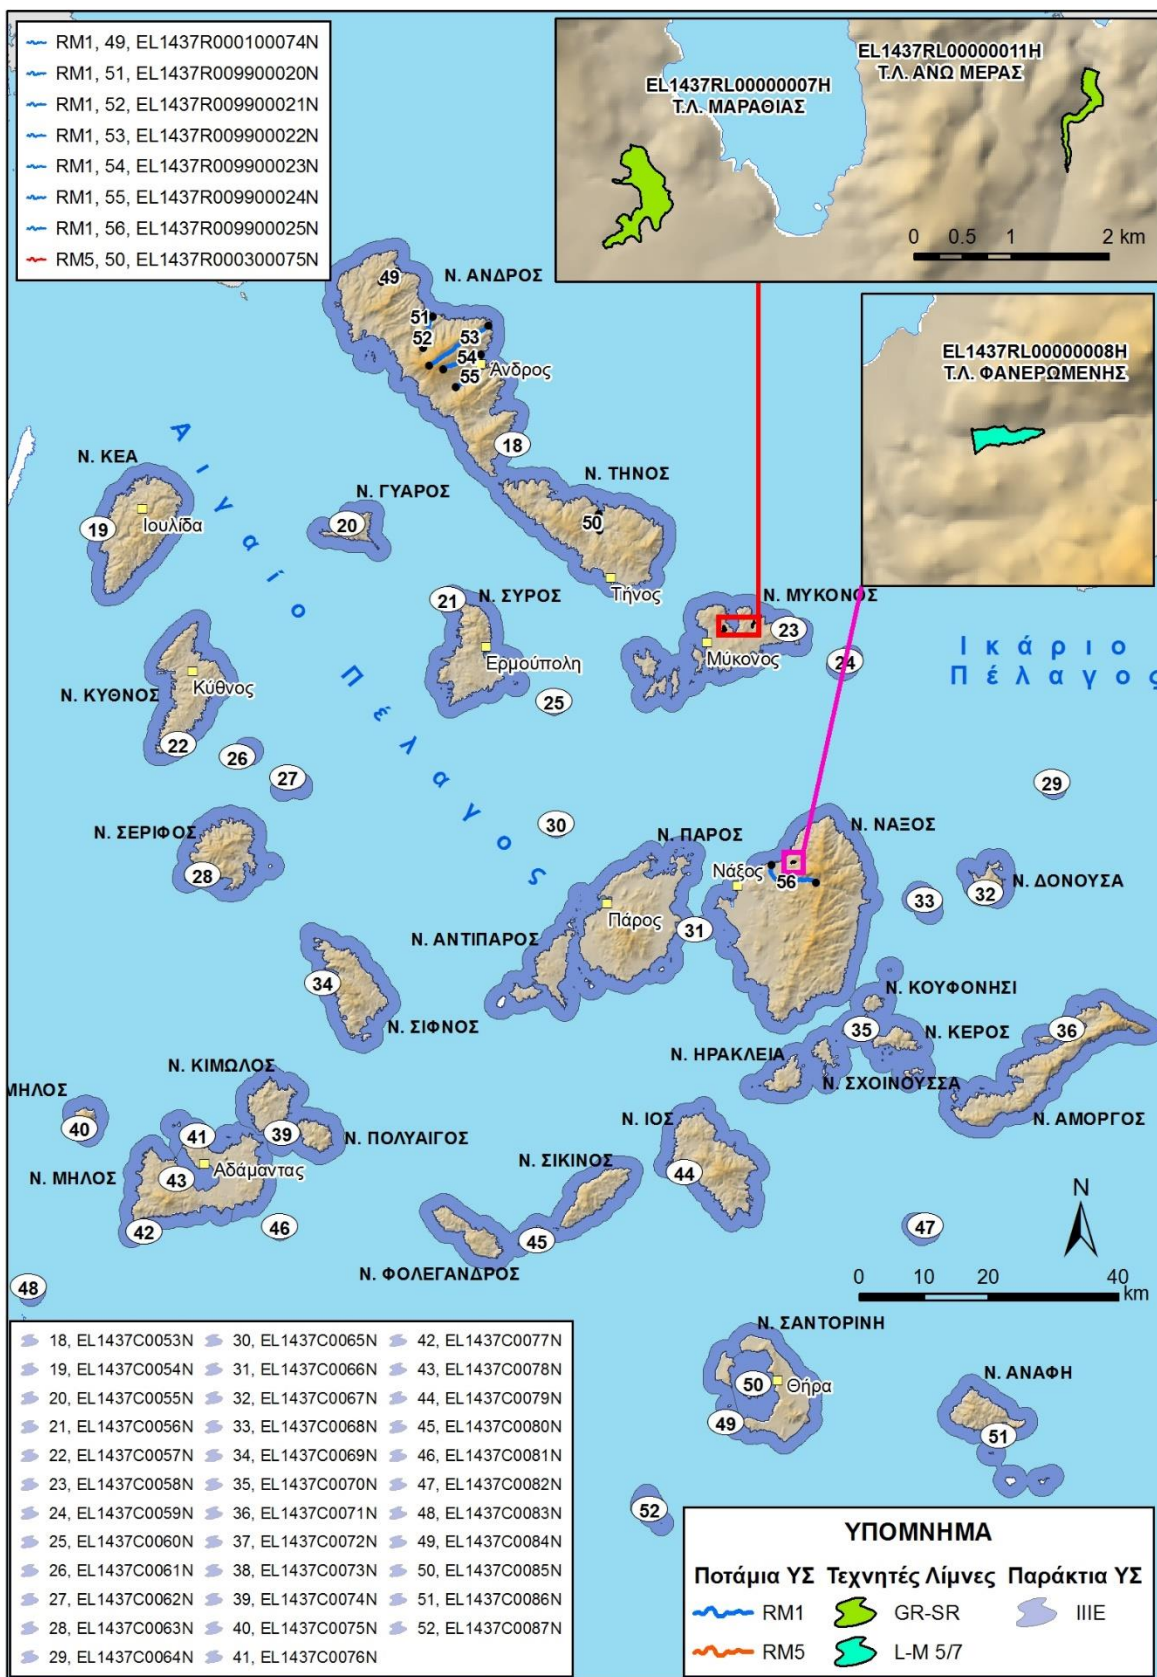 RM1, 49, EL1437R000100074N
RM1, 51, EL1437R009900020N
RM1, 52, EL1437R009900021N
RM1, 53, EL1437R009900022N
RM1, 54, EL1437R009900023N
RM1, 55, EL1437R009900024N
RM1, 56, EL1437R009900025N
RM5, 50, EL1437R000300075N
EL1437RL00000011H
Τ.Λ. ΑΝΩ ΜΕΡΑΣ
EL1437RL00000007H
Τ.Λ. ΜΑΡΑΘΙΑΣ
0 0.5 1 2 km
EL1437RL00000008H
Τ.Λ. ΦΑΝΕΡΩΜΕΝΗΣ
49
Ν. ΑΝΔΡΟΣ
51
52
53
54
55
Άνδρος
18
Αιγαίο Πέλαγος
Ν. ΚΕΑ
Ιουλίδα
19
Ν. ΓΥΑΡΟΣ
20
Ν. ΤΗΝΟΣ
50
Τήνος
21
Ν. ΣΥΡΟΣ
Ερμούπολη
Ν. ΜΥΚΟΝΟΣ
23
Μύκονος
24
Ικάριο
Πέλαγος
Ν. ΚΥΘΝΟΣ
Κύθνος
22
25
26
27
29
30
Ν. ΣΕΡΙΦΟΣ
28
Ν. ΠΑΡΟΣ
Πάρος
31
Ν. ΝΑΞΟΣ
Νάξος
56
33
32
Ν. ΔΟΝΟΥΣΑ
Ν. ΑΝΤΙΠΑΡΟΣ
34
Ν. ΣΙΦΝΟΣ
Ν. ΚΟΥΦΟΝΗΣΙ
35
Ν. ΚΕΡΟΣ
36
Ν. ΗΡΑΚΛΕΙΑ
Ν. ΣΧΟΙΝΟΥΣΣΑ
Ν. ΑΜΟΡΓΟΣ
Ν. ΚΙΜΩΛΟΣ
ΜΗΛΟΣ
40
41
39
Ν. ΠΟΛΥΑΙΓΟΣ
Ν. ΜΗΛΟΣ
43
Αδάμαντας
42
46
Ν. ΙΟΣ
44
Ν. ΣΙΚΙΝΟΣ
45
Ν. ΦΟΛΕΓΑΝΔΡΟΣ
47
N
48
0 10 20 40
km
Ν. ΣΑΝΤΟΡΙΝΗ
50
Θήρα
49
Ν. ΑΝΑΦΗ
51
52
18, EL1437C0053N
19, EL1437C0054N
20, EL1437C0055N
21, EL1437C0056N
22, EL1437C0057N
23, EL1437C0058N
24, EL1437C0059N
25, EL1437C0060N
26, EL1437C0061N
27, EL1437C0062N
28, EL1437C0063N
29, EL1437C0064N
30, EL1437C0065N
31, EL1437C0066N
32, EL1437C0067N
33, EL1437C0068N
34, EL1437C0069N
35, EL1437C0070N
36, EL1437C0071N
37, EL1437C0072N
38, EL1437C0073N
39, EL1437C0074N
40, EL1437C0075N
41, EL1437C0076N
42, EL1437C0077N
43, EL1437C0078N
44, EL1437C0079N
45, EL1437C0080N
46, EL1437C0081N
47, EL1437C0082N
48, EL1437C0083N
49, EL1437C0084N
50, EL1437C0085N
51, EL1437C0086N
52, EL1437C0087N
ΥΠΟΜΝΗΜΑ
Ποτάμια ΥΣ Τεχνητές Λίμνες Παράκτια ΥΣ
RM1 GR-SR IIIE
RM5 L-M 5/7